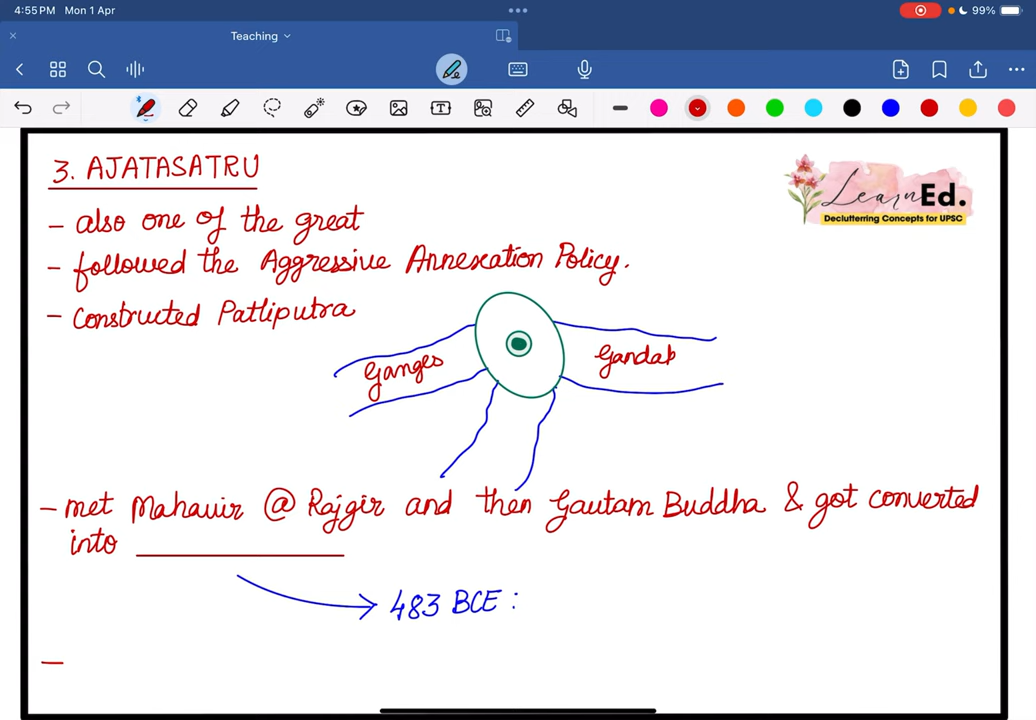 4:55 PM Mon 1 Apr
99%
Teaching
3. AJATASATRU
LearnEd.
Decluttering Concepts for UPSC
- also one of the great
- followed the Aggressive Annexation Policy.
- constructed Patliputra
Ganges
Gandak
- met Mahavir @ Rajgir and then Gautam Buddha & got converted
into
483 BCE :
-